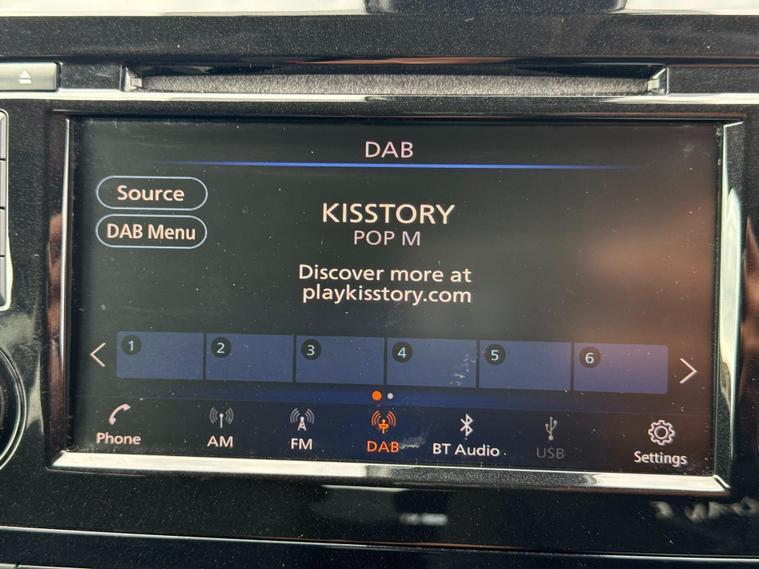 DAB
Source
DAB Menu
KISSTORY
POP M
Discover more at
playkisstory.com
1 2 3 4 5 6
Phone AM FM DAB BT Audio USB Settings